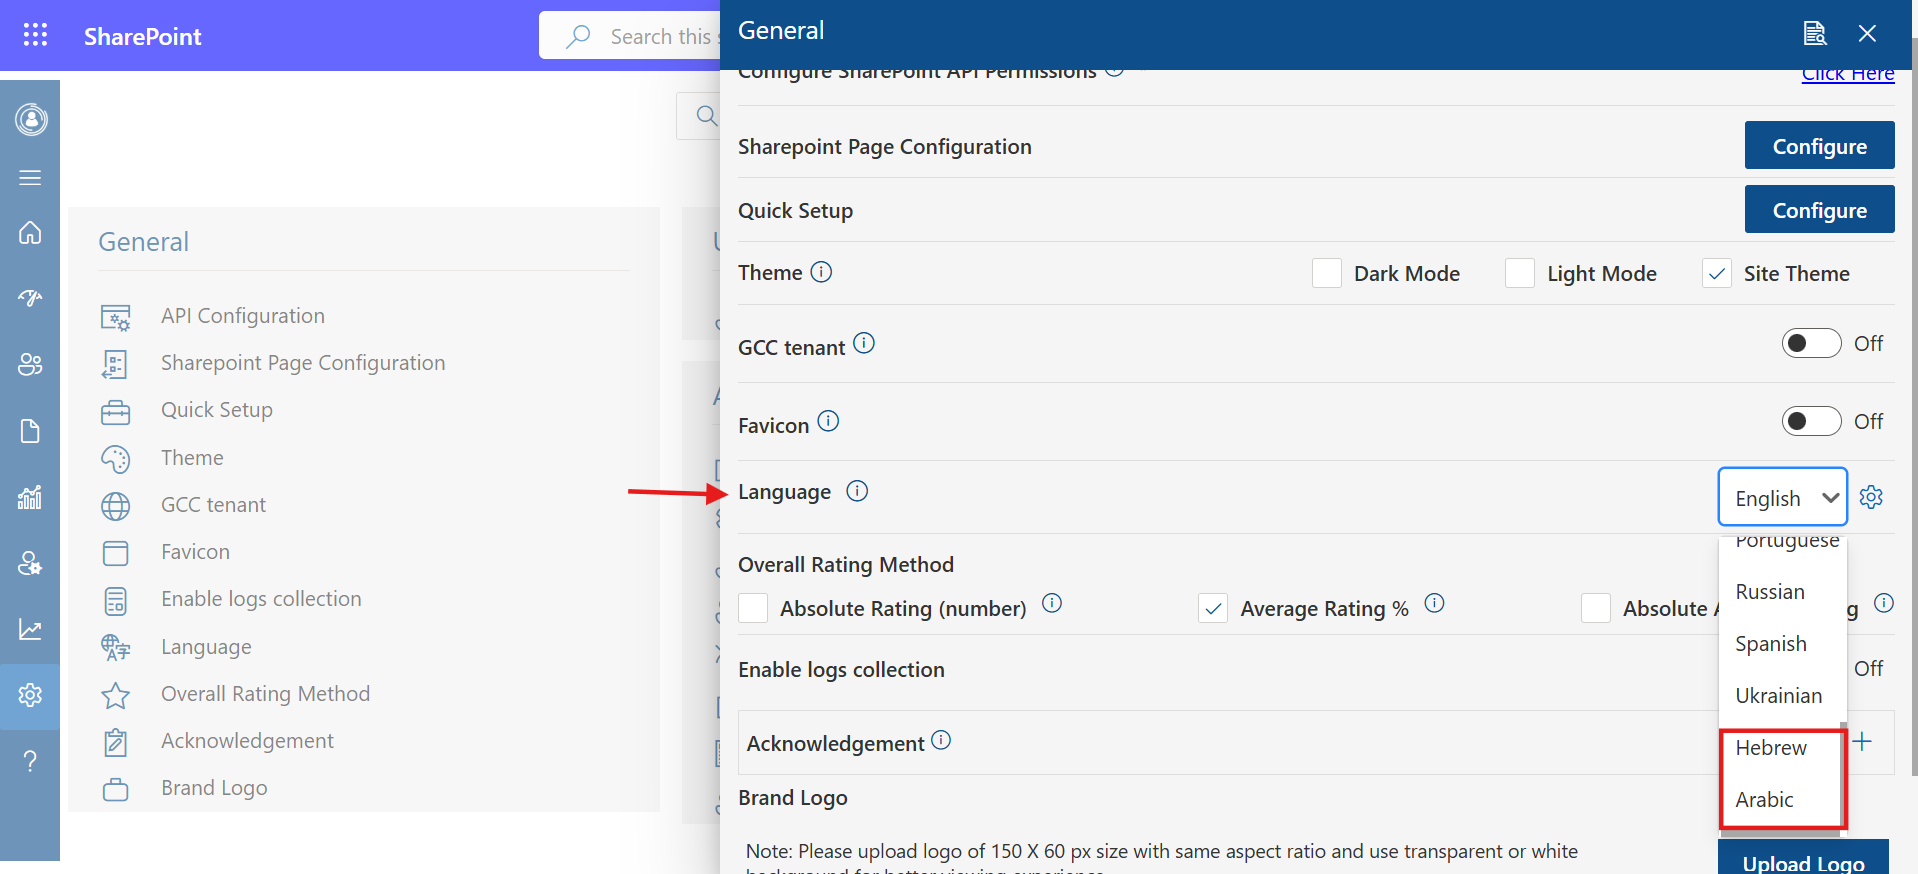 SharePoint
Search this s
General
Configure SharePoint API Permissions
Click Here
Sharepoint Page Configuration
Configure
Quick Setup
Configure
Theme
Dark Mode
Light Mode
Site Theme
GCC tenant
Off
Favicon
Off
Language
English
Portuguese
Russian
Spanish
Ukrainian
Hebrew
Arabic
Overall Rating Method
Absolute Rating (number)
Average Rating %
Absolute
Enable logs collection
Off
Acknowledgement
Brand Logo
Note: Please upload logo of 150 X 60 px size with same aspect ratio and use transparent or white
background for better viewing experience
Upload Logo
General
API Configuration
Sharepoint Page Configuration
Quick Setup
Theme
GCC tenant
Favicon
Enable logs collection
Language
Overall Rating Method
Acknowledgement
Brand Logo